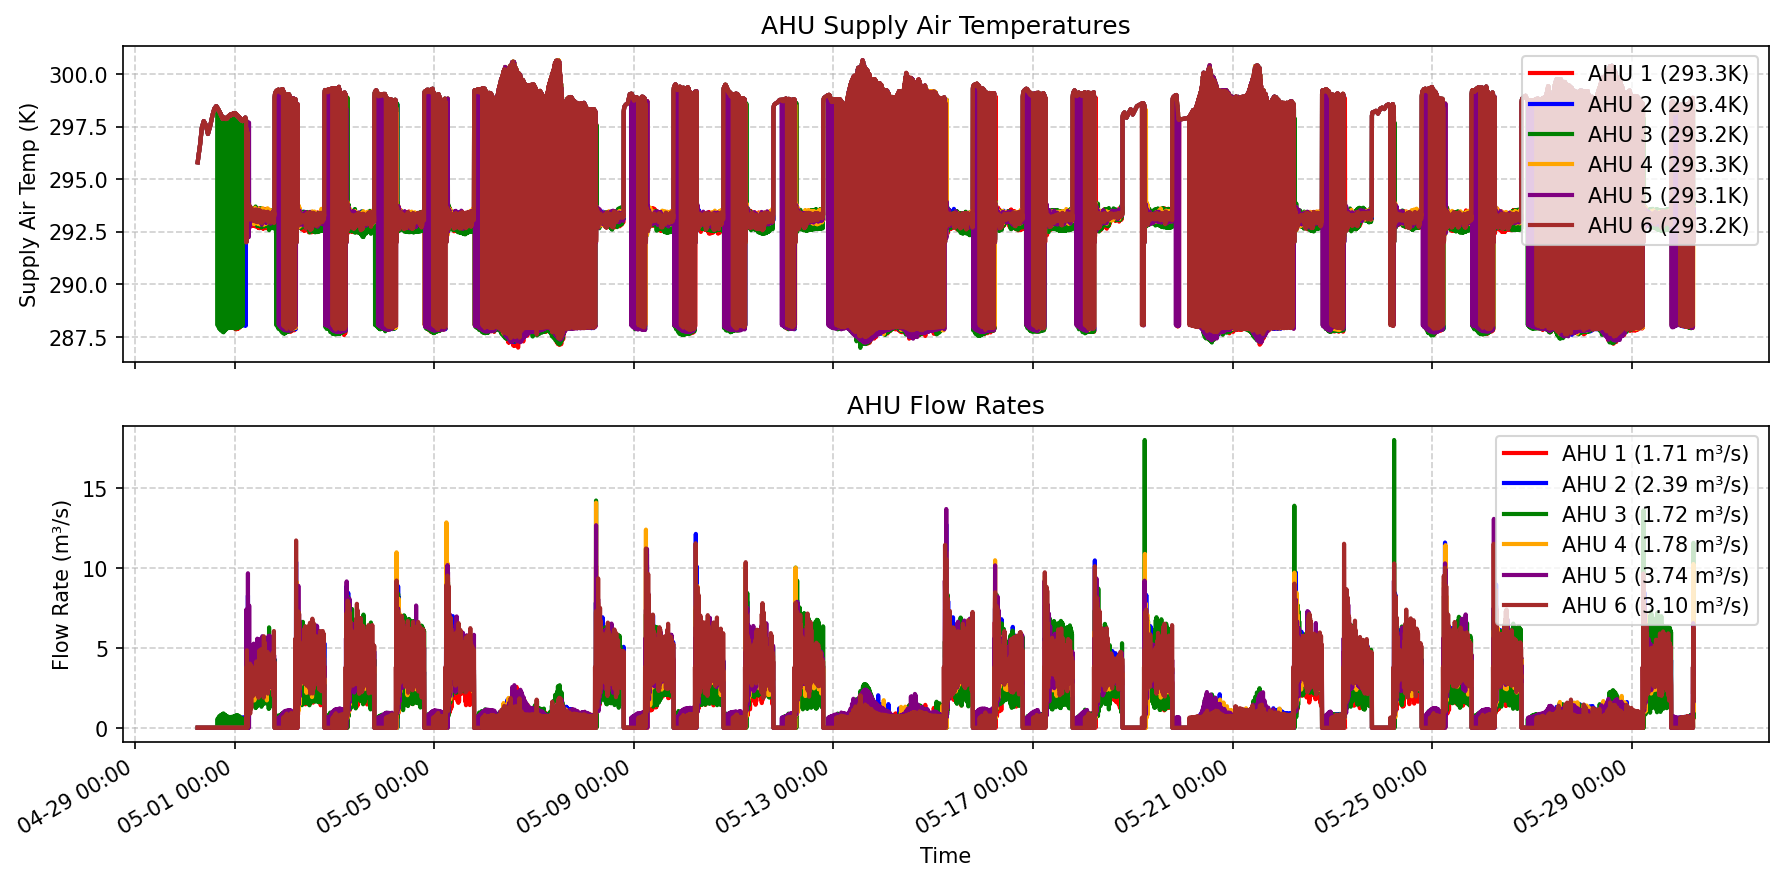 AHU Supply Air Temperatures
Supply Air Temp (K)
300.0
297.5
295.0
292.5
290.0
287.5
AHU 1 (293.3K)
AHU 2 (293.4K)
AHU 3 (293.2K)
AHU 4 (293.3K)
AHU 5 (293.1K)
AHU 6 (293.2K)
AHU Flow Rates
Flow Rate (m³/s)
15
10
5
0
AHU 1 (1.71 m³/s)
AHU 2 (2.39 m³/s)
AHU 3 (1.72 m³/s)
AHU 4 (1.78 m³/s)
AHU 5 (3.74 m³/s)
AHU 6 (3.10 m³/s)
04-29 00:00
05-01 00:00
05-05 00:00
05-09 00:00
05-13 00:00
05-17 00:00
05-21 00:00
05-25 00:00
05-29 00:00
Time